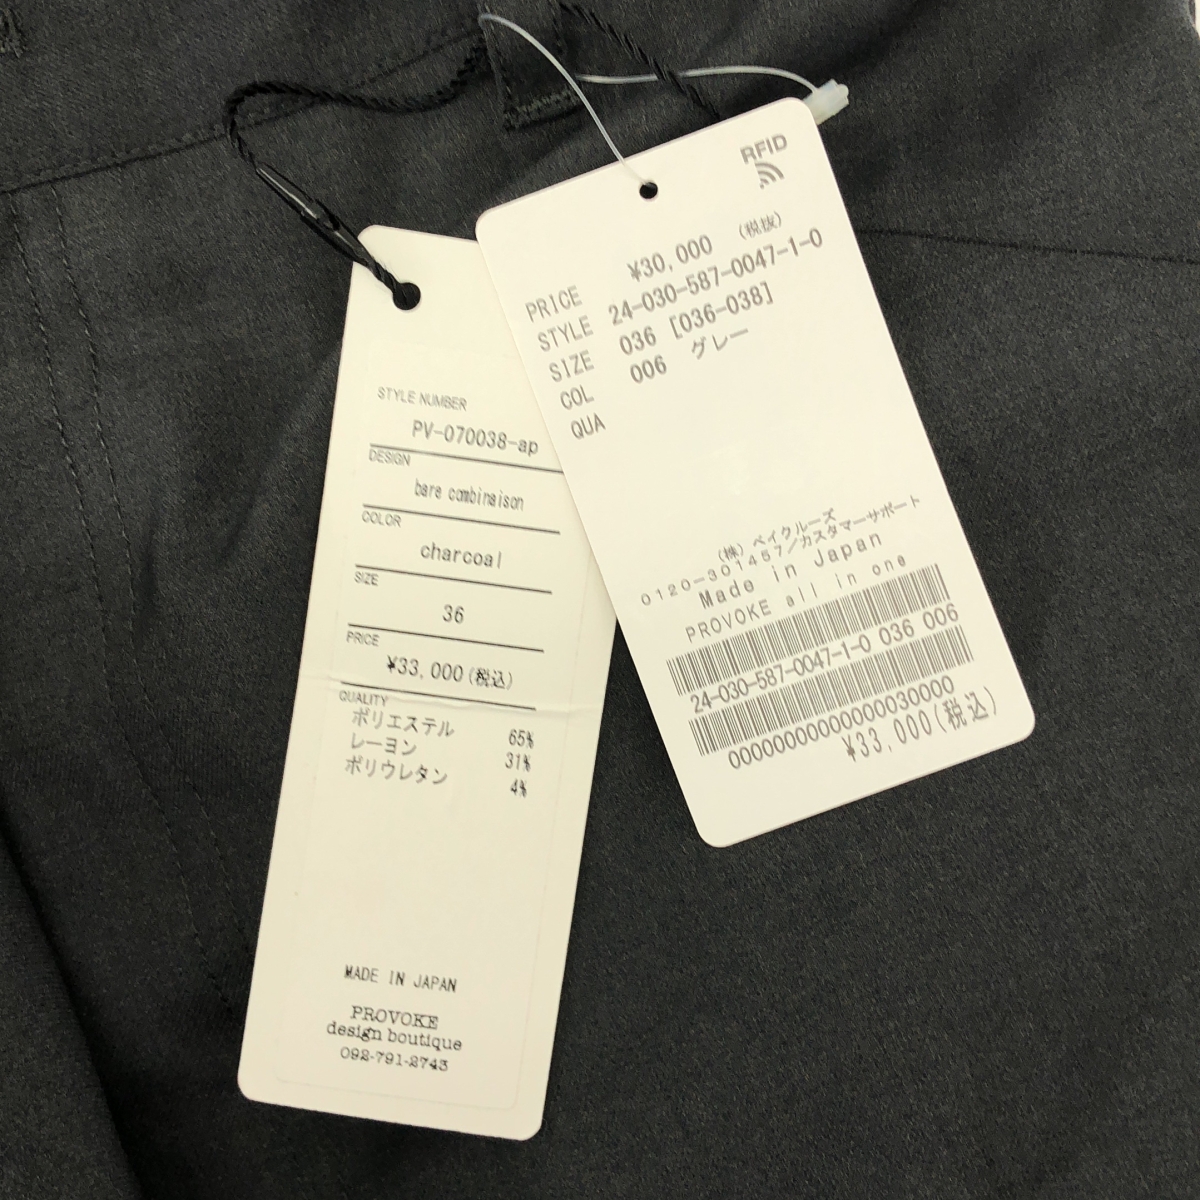 STYLE NUMBER
PV-070038-ap
DESIGN
bare combinaison
COLOR
charcoal
SIZE
36
PRICE
¥33,000(税込)
QUALITY
ポリエステル 65%
レーヨン 31%
ポリウレタン 4%
MADE IN JAPAN
PROVOKE
design boutique
092-791-2743
RFID
PRICE ¥30,000 (税抜)
STYLE 24-030-587-0047-1-0
SIZE 036 [036-038]
COL 006 グレー
QUA
(株) ベイクルーズ
0120-301457/カスタマーサポート
Made in Japan
PROVOKE all in one
24-030-587-0047-1-0 036 006
0000000000000030000
¥33,000(税込)